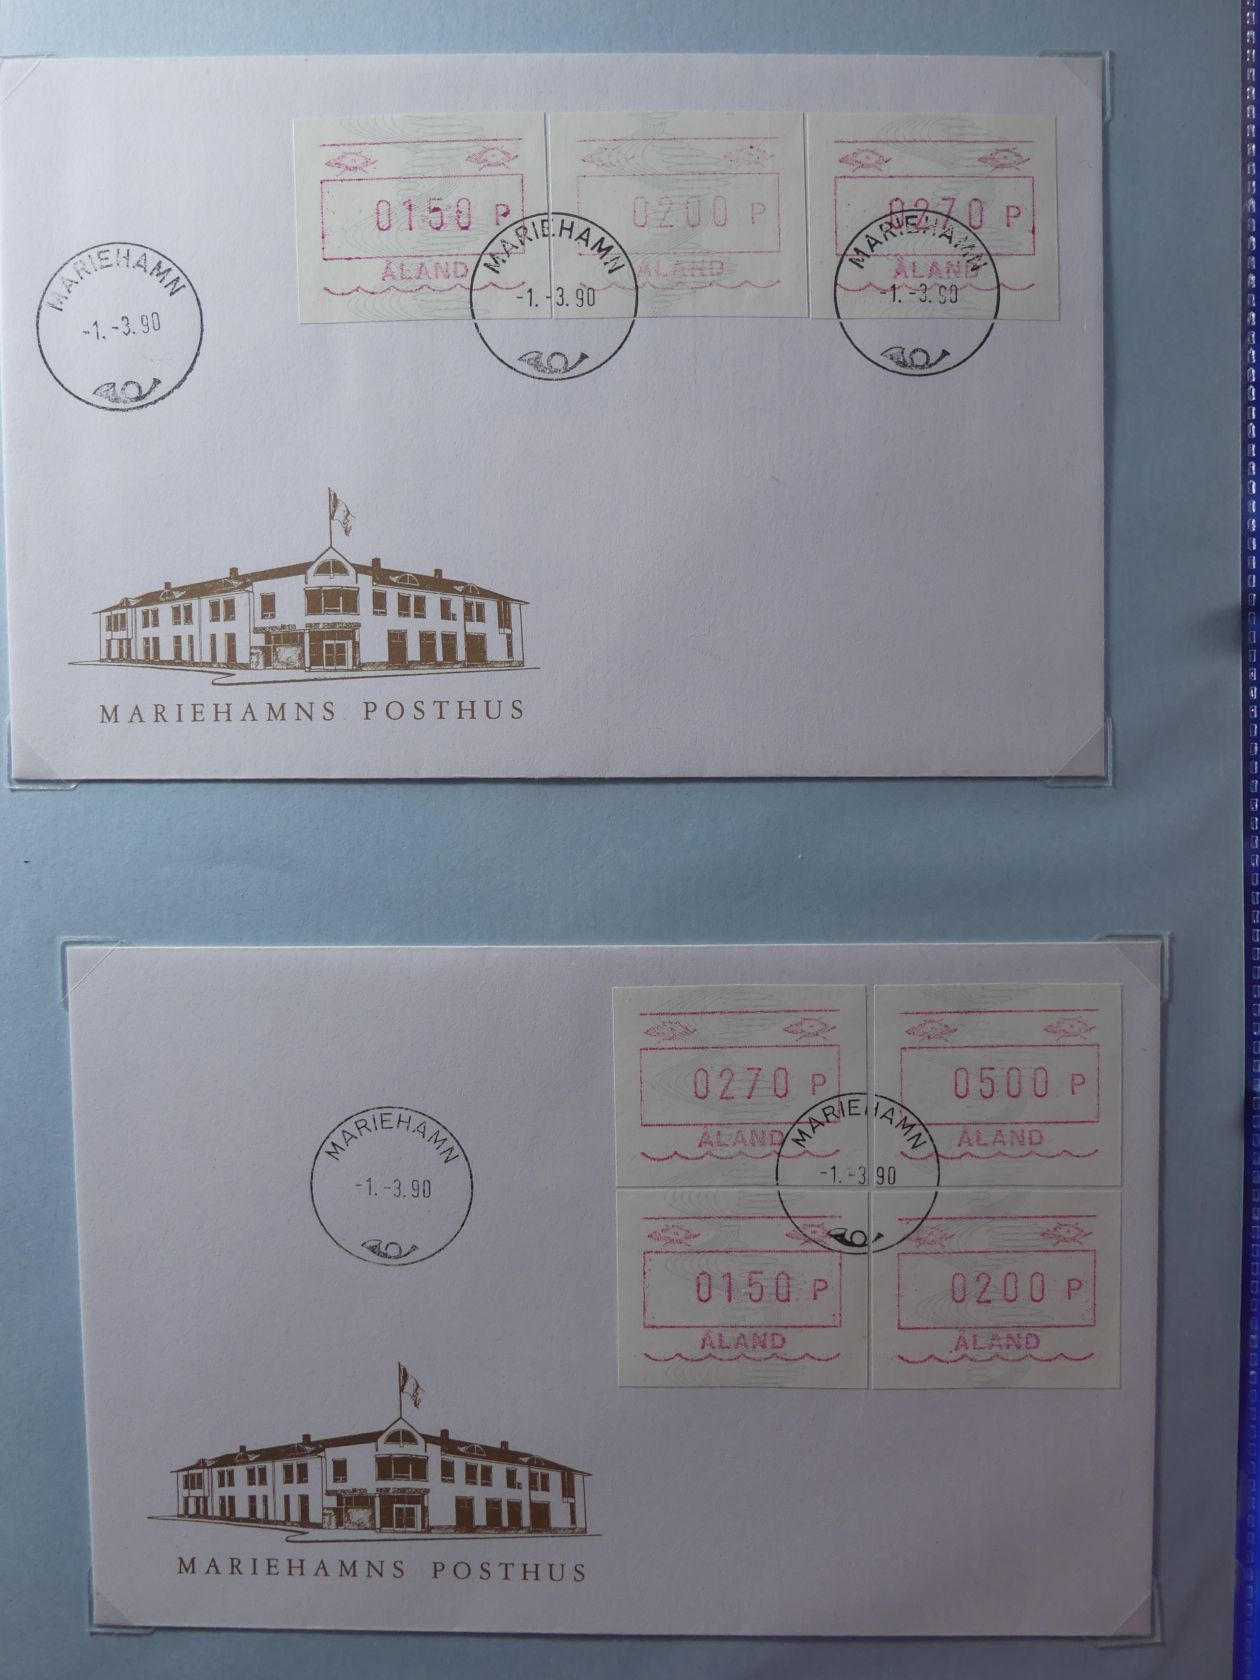 0150 P
ÅLAND
0200 P
ÅLAND
0270 P
ÅLAND
MARIEHAMN
-1.-3.90
MARIEHAMN
-1.-3.90
MARIEHAMN
-1.-3.90
MARIEHAMNS POSTHUS
0270 P
ÅLAND
0500 P
ÅLAND
MARIEHAMN
-1.-3.90
MARIEHAMN
-1.-3.90
0150 P
ÅLAND
0200 P
ÅLAND
MARIEHAMNS POSTHUS